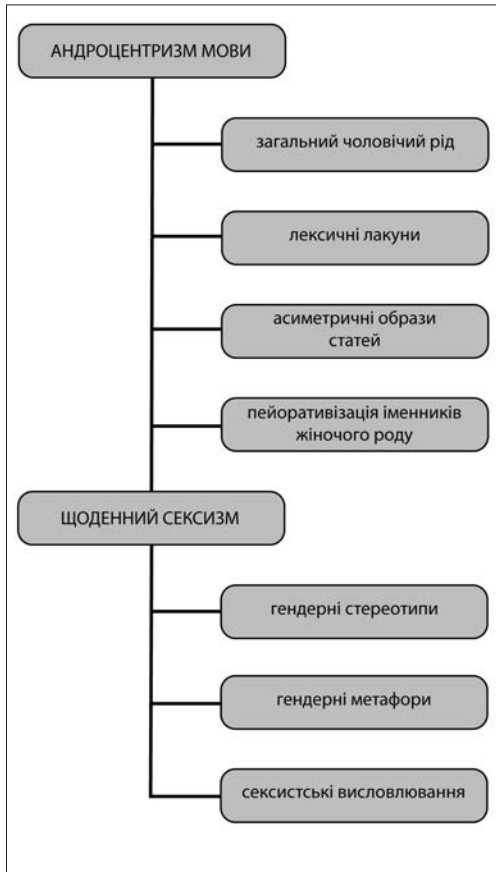 АНДРОЦЕНТРИЗМ МОВИ
загальний чоловічий рід
лексичні лакуни
асиметричні образи
статей
пейоративізація іменників
жіночого роду
ЩОДЕННИЙ СЕКСИЗМ
гендерні стереотипи
гендерні метафори
сексистські висловлювання